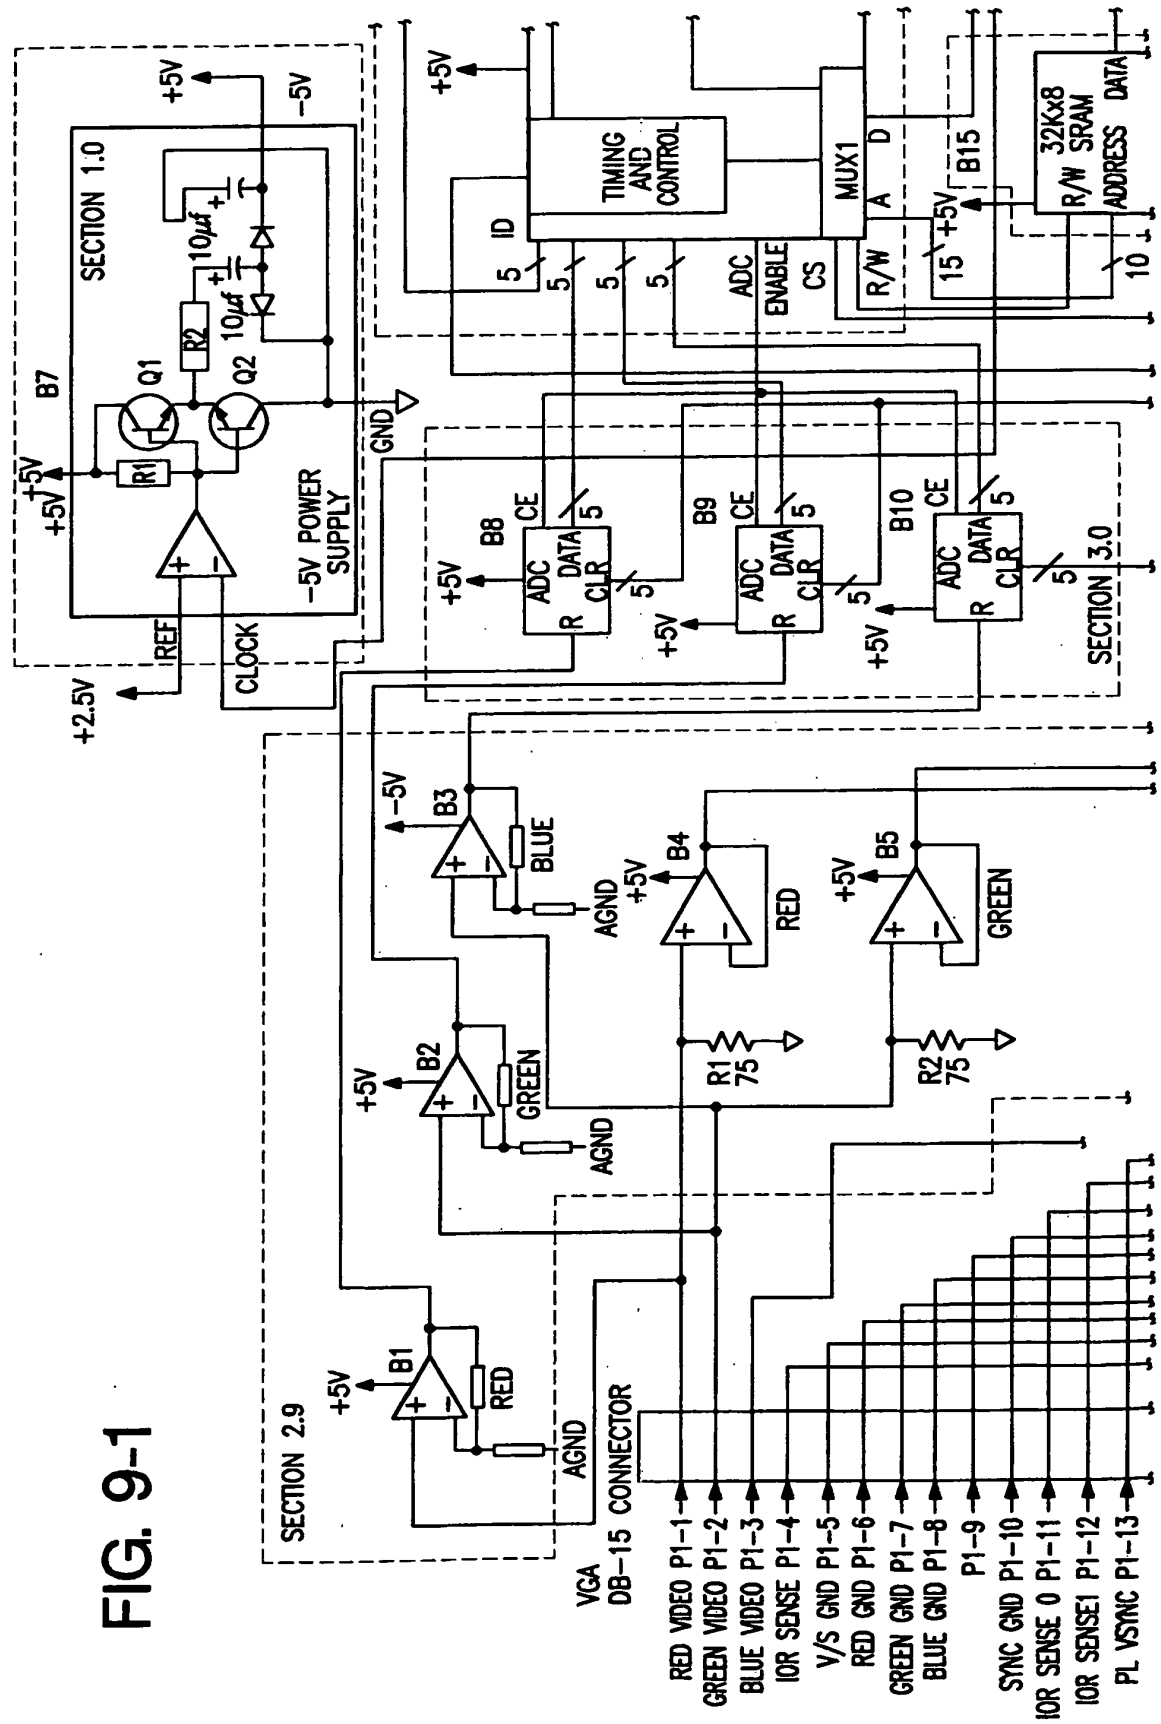 FIG. 9-1
SECTION 2.9
+5V
B1
RED
AGND
+5V
B2
GREEN
AGND
-5V
B3
BLUE
AGND
+5V
B4
RED
+5V
B5
GREEN
R1
75
R2
75
VGA
DB-15 CONNECTOR
RED VIDEO P1-1
GREEN VIDEO P1-2
BLUE VIDEO P1-3
IOR SENSE P1-4
V/S GND P1-5
RED GND P1-6
GREEN GND P1-7
BLUE GND P1-8
P1-9
SYNC GND P1-10
IOR SENSE 0 P1-11
IOR SENSE1 P1-12
PL VSYNC P1-13
+2.5V
REF
CLOCK
+5V
+5V
B7
SECTION 1.0
-5V POWER
SUPPLY
R1
Q1
Q2
R2
10µf
+
10µf
+
+5V
-5V
GND
+
-
+5V
B8
CE
ADC
DATA
R
CLR
5
5
+5V
B9
CE
ADC
DATA
R
CLR
5
5
+5V
B10
CE
ADC
DATA
R
CLR
5
5
SECTION 3.0
+5V
ID
5
5
5
5
TIMING
AND
CONTROL
ADC
ENABLE
CS
R/W
MUX1
A
D
15
+5V
B15
32Kx8
R/W SRAM
ADDRESS DATA
10
+
-
+
-
+
-
+
-
+
-